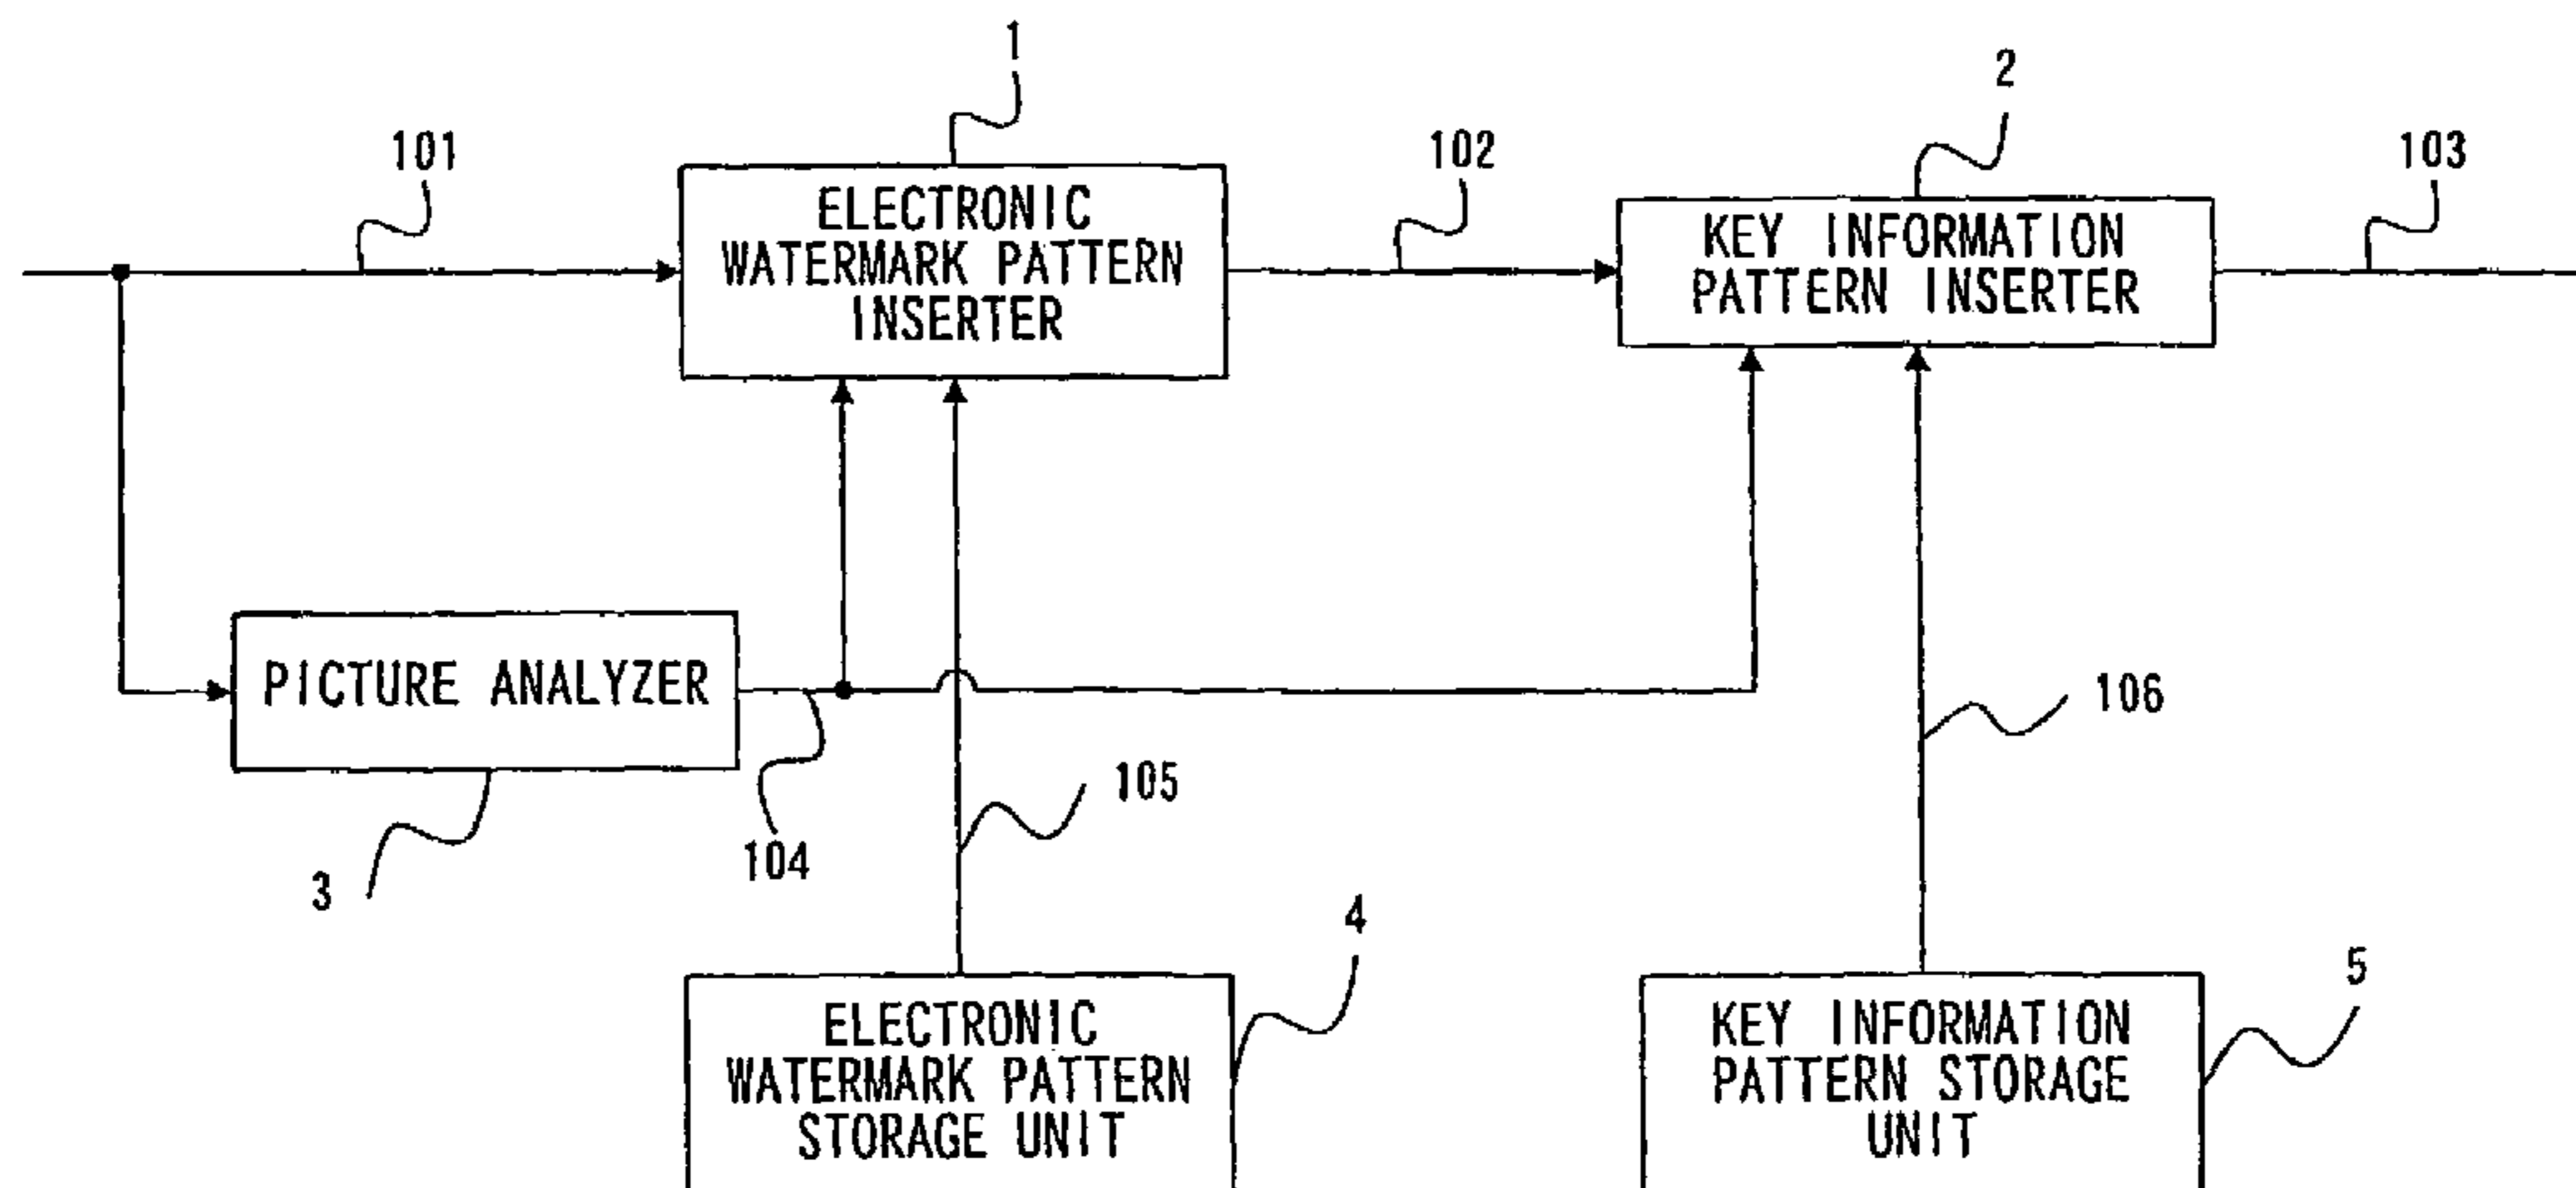 1
2
101
102
103
ELECTRONIC
WATERMARK PATTERN
INSERTER
KEY INFORMATION
PATTERN INSERTER
PICTURE ANALYZER
106
105
104
3
4
5
ELECTRONIC
WATERMARK PATTERN
STORAGE UNIT
KEY INFORMATION
PATTERN STORAGE
UNIT